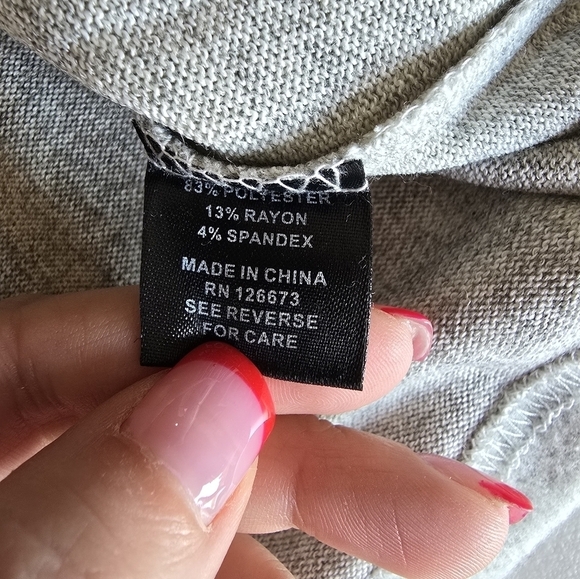 83% POLYESTER
13% RAYON
4% SPANDEX
MADE IN CHINA
RN 126673
SEE REVERSE
FOR CARE